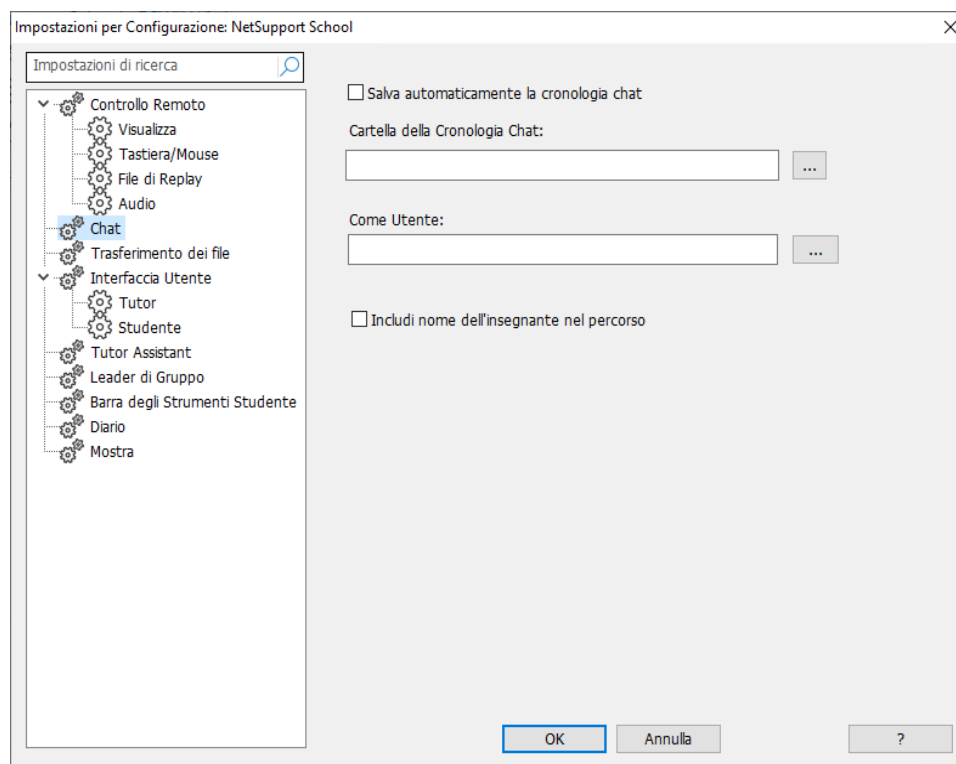 Impostazioni per Configurazione: NetSupport School
Impostazioni di ricerca
Controllo Remoto
Visualizza
Tastiera/Mouse
File di Replay
Audio
Chat
Trasferimento dei file
Interfaccia Utente
Tutor
Studente
Tutor Assistant
Leader di Gruppo
Barra degli Strumenti Studente
Diario
Mostra
Salva automaticamente la cronologia chat
Cartella della Cronologia Chat:
...
Come Utente:
...
Includi nome dell'insegnante nel percorso
OK
Annulla
?